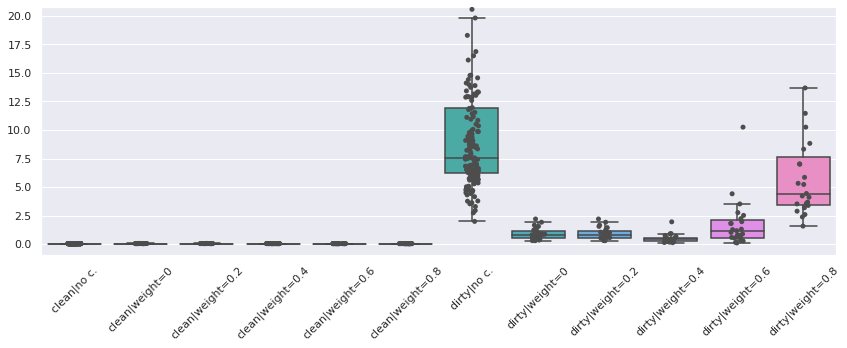 20.0
17.5
15.0
12.5
10.0
7.5
5.0
2.5
0.0
clean|no c.
clean|weight=0
clean|weight=0.2
clean|weight=0.4
clean|weight=0.6
clean|weight=0.8
dirty|no c.
dirty|weight=0
dirty|weight=0.2
dirty|weight=0.4
dirty|weight=0.6
dirty|weight=0.8